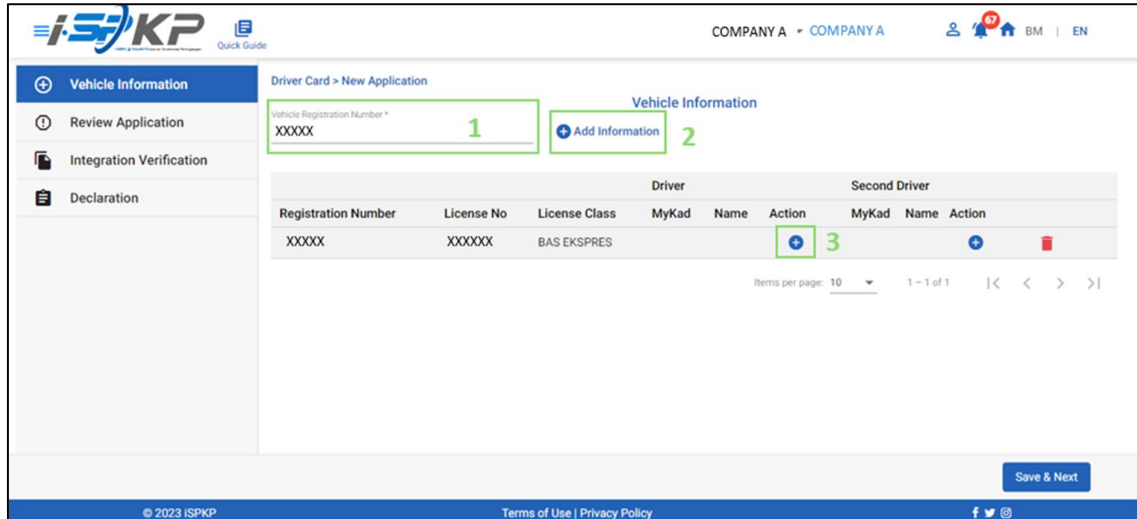 iSPKP
Quick Guide
COMPANY A COMPANY A
67
BM | EN
Vehicle Information
Review Application
Integration Verification
Declaration
Driver Card > New Application
Vehicle Information
Vehicle Registration Number *
XXXXX
1
Add Information
2
Driver Second Driver
Registration Number License No License Class MyKad Name Action MyKad Name Action
XXXXX XXXXXX BAS EKSPRES 3
Items per page: 10 1 – 1 of 1
Save & Next
© 2023 iSPKP Terms of Use | Privacy Policy